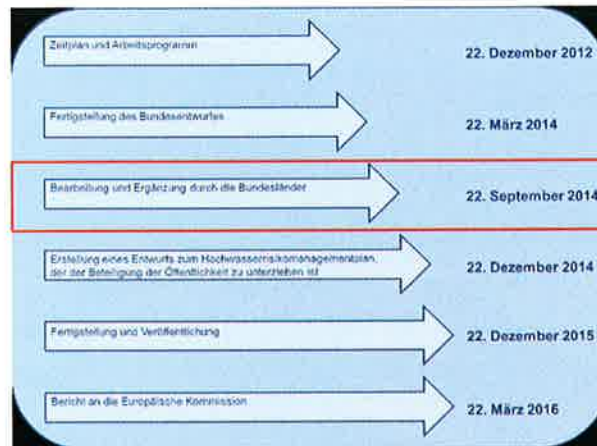 Zeitplan und Arbeitsprogramm
22. Dezember 2012
Fertigstellung des Bundesentwurfes
22. März 2014
Bearbeitung und Ergänzung durch die Bundesländer
22. September 2014
Erstellung eines Entwurfs zum Hochwasserrisikomanagementplan,
der der Beteiligung der Öffentlichkeit zu unterziehen ist
22. Dezember 2014
Fertigstellung und Veröffentlichung
22. Dezember 2015
Bericht an die Europäische Kommission
22. März 2016